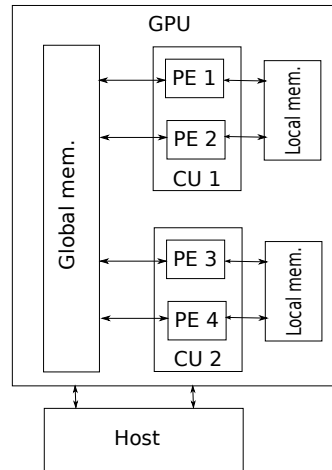 GPU
Global mem.
PE 1
PE 2
CU 1
Local mem.
PE 3
PE 4
CU 2
Local mem.
Host